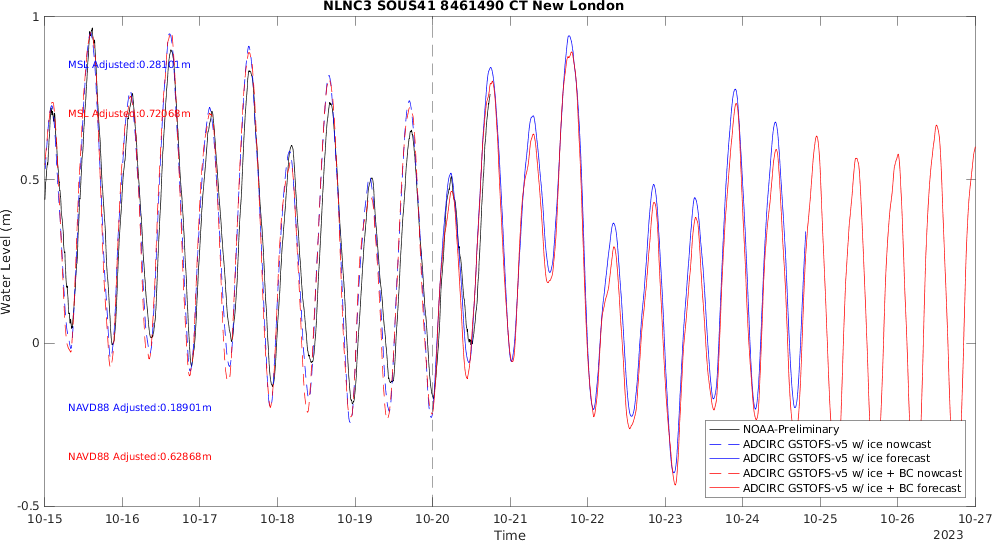 NLNC3 SOUS41 8461490 CT New London
1
0.5
0
-0.5
Water Level (m)
MSL Adjusted:0.28101m
MSL Adjusted:0.72068m
NAVD88 Adjusted:0.18901m
NAVD88 Adjusted:0.62868m
NOAA-Preliminary
ADCIRC GSTOFS-v5 w/ ice nowcast
ADCIRC GSTOFS-v5 w/ ice forecast
ADCIRC GSTOFS-v5 w/ ice + BC nowcast
ADCIRC GSTOFS-v5 w/ ice + BC forecast
10-15 10-16 10-17 10-18 10-19 10-20 10-21 10-22 10-23 10-24 10-25 10-26 10-27
Time
2023